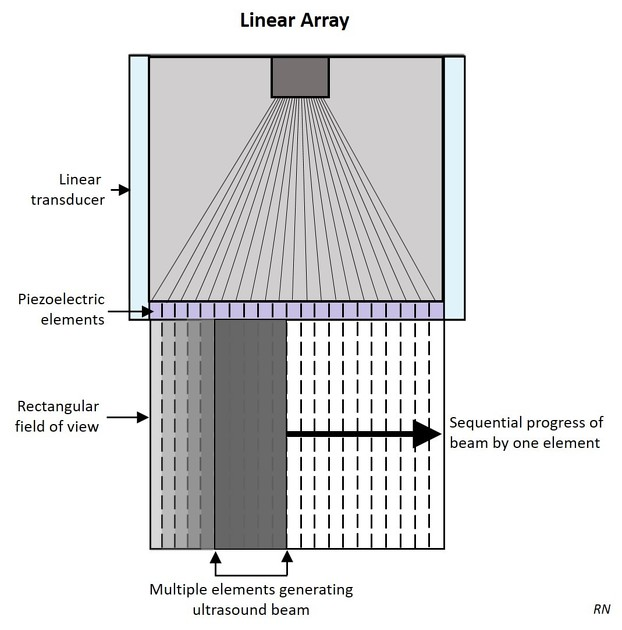 Linear Array
Linear
transducer
Piezoelectric
elements
Rectangular
field of view
Sequential progress of
beam by one element
Multiple elements generating
ultrasound beam
RN